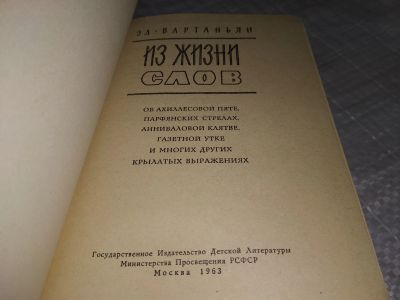 ЭД. ВАРТАНЬЯН
ИЗ ЖИЗНИ
СЛОВ
ОБ АХИЛЛЕСОВОЙ ПЯТЕ,
ПАРФЯНСКИХ СТРЕЛАХ,
АННИБАЛОВОЙ КЛЯТВЕ,
ГАЗЕТНОЙ УТКЕ
И МНОГИХ ДРУГИХ
КРЫЛАТЫХ ВЫРАЖЕНИЯХ
Государственное Издательство Детской Литературы
Министерства Просвещения РСФСР
Москва 1963